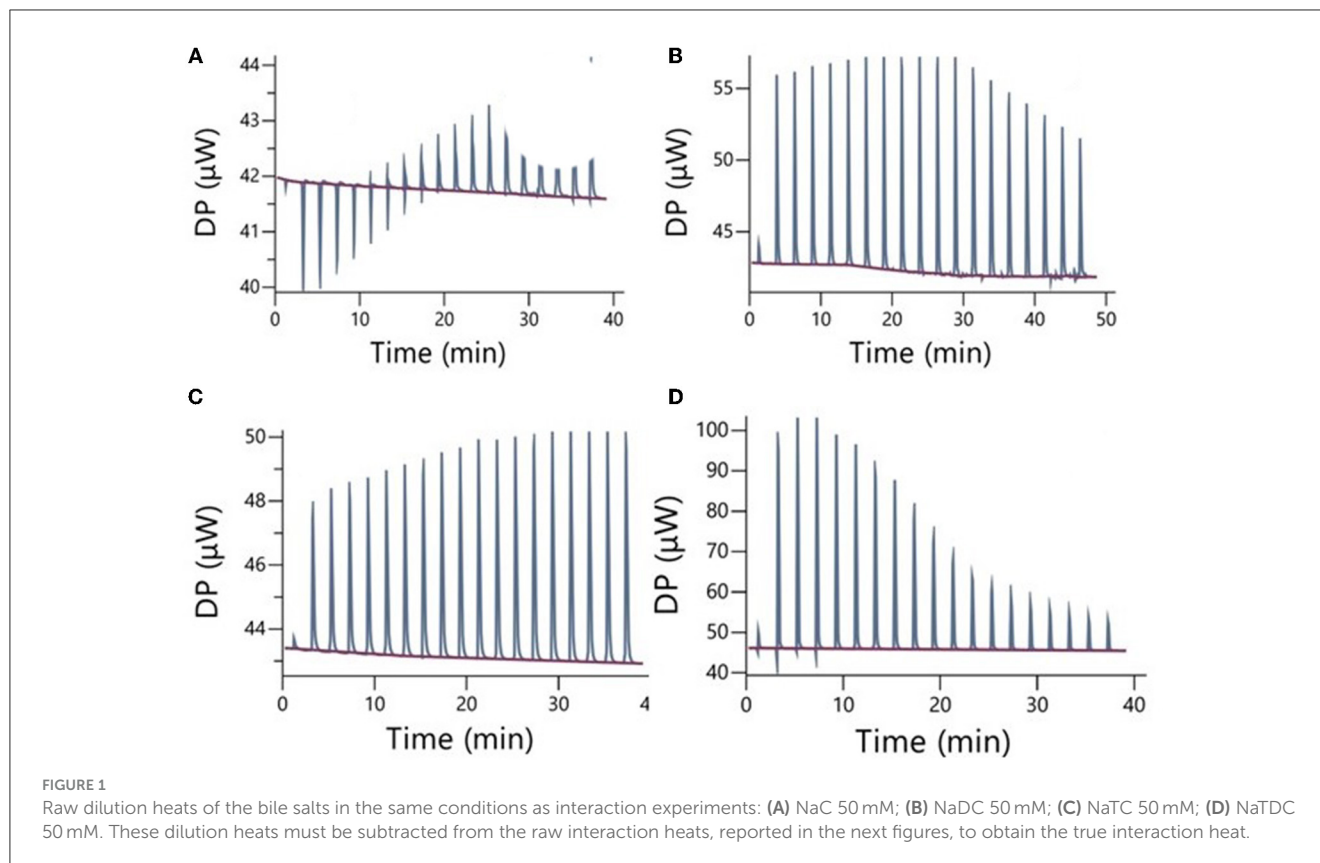 A
44
43
42
41
40
DP (µW)
0 10 20 30 40
Time (min)
B
55
50
45
DP (µW)
0 10 20 30 40 50
Time (min)
C
50
48
46
44
DP (µW)
0 10 20 30 4
Time (min)
D
100
90
80
70
60
50
40
DP (µW)
0 10 20 30 40
Time (min)
FIGURE 1
Raw dilution heats of the bile salts in the same conditions as interaction experiments: (A) NaC 50 mM; (B) NaDC 50 mM; (C) NaTC 50 mM; (D) NaTDC
50 mM. These dilution heats must be subtracted from the raw interaction heats, reported in the next figures, to obtain the true interaction heat.